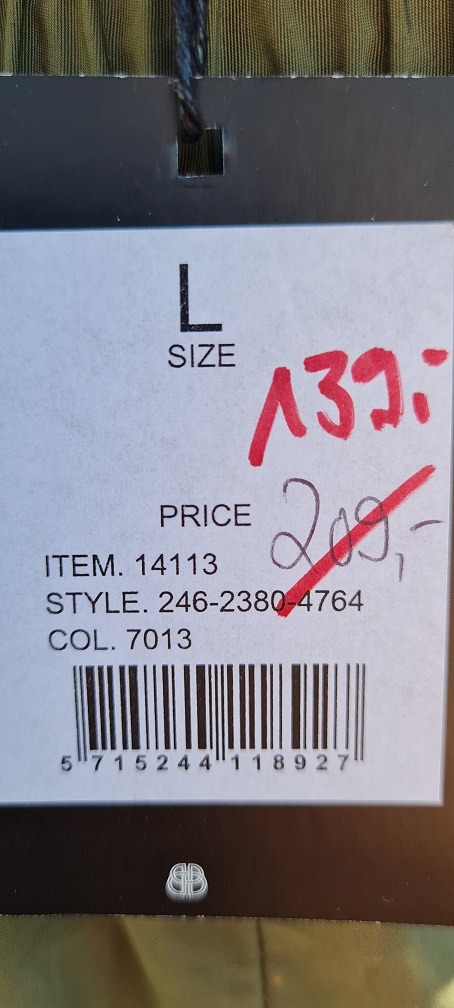 L
SIZE
139.-
PRICE
209,-
ITEM. 14113
STYLE. 246-2380-4764
COL. 7013
5 715244 118927